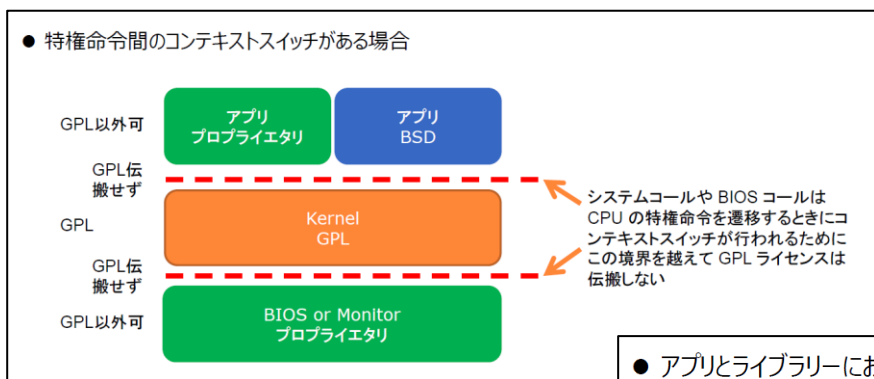 ● 特権命令間のコンテキストスイッチがある場合
GPL以外可
アプリ
プロプライエタリ
アプリ
BSD
GPL伝
搬せず
GPL
Kernel
GPL
システムコールや BIOS コールは
CPU の特権命令を遷移するときにコ
ンテキストスイッチが行われるために
この境界を越えて GPL ライセンスは
伝搬しない
GPL伝
搬せず
GPL以外可
BIOS or Monitor
プロプライエタリ
● アプリとライブラリーにお